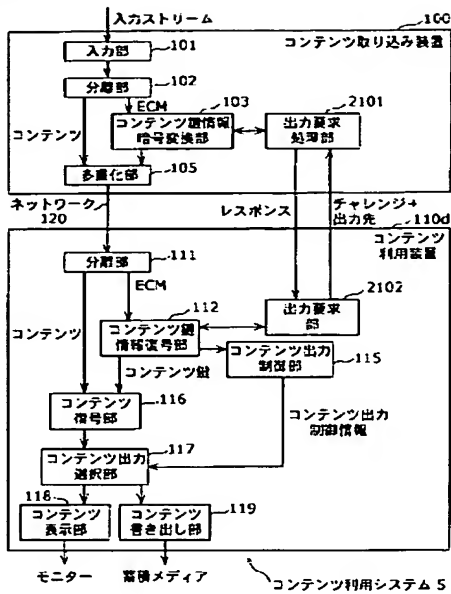 入力ストリーム
100
コンテンツ取り込み装置
入力部
101
分離部
102
ECM
103
2101
コンテンツ鍵情報
暗号変換部
出力要求
処理部
コンテンツ
多重化部
105
ネットワーク
120
レスポンス
チャレンジ+
出力先
110d
コンテンツ
利用装置
分離部
111
ECM
112
2102
コンテンツ鍵
情報復号部
出力要求
部
コンテンツ
コンテンツ鍵
コンテンツ出力
制御部
115
コンテンツ
復号部
116
コンテンツ出力
制御情報
コンテンツ出力
選択部
117
118
コンテンツ
表示部
119
コンテンツ
書き出し部
モニター
蓄積メディア
コンテンツ利用システム 5